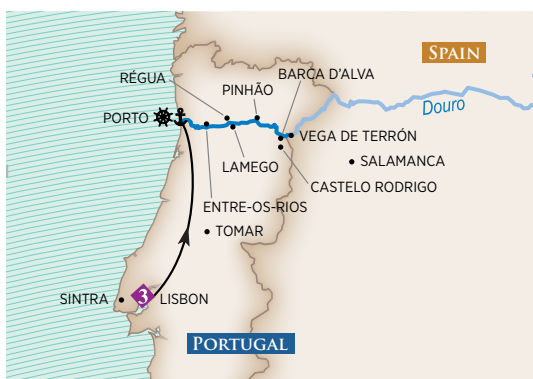 SPAIN
BARCA D'ALVA
RÉGUA
PINHÃO
Douro
PORTO
VEGA DE TERRÓN
LAMEGO
SALAMANCA
CASTELO RODRIGO
ENTRE-OS-RIOS
TOMAR
3
SINTRA
LISBON
PORTUGAL